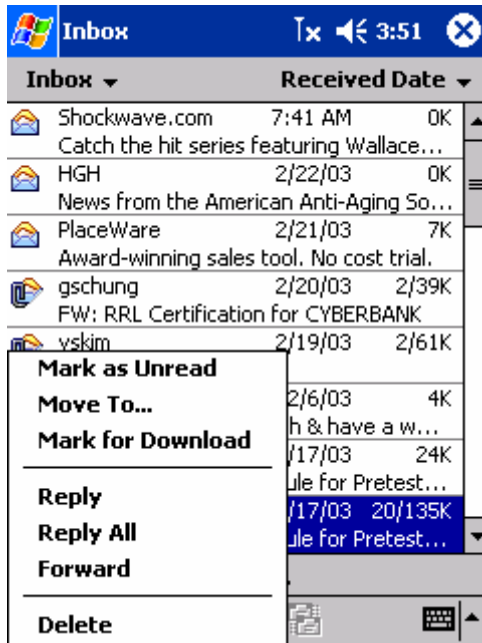 Inbox 3:51
Inbox Received Date
Shockwave.com 7:41 AM 0K
Catch the hit series featuring Wallace...
HGH 2/22/03 0K
News from the American Anti-Aging So...
PlaceWare 2/21/03 7K
Award-winning sales tool. No cost trial.
gschung 2/20/03 2/39K
FW: RRL Certification for CYBERBANK
yskim 2/19/03 2/61K
2/6/03 4K
h & have a w...
/17/03 24K
ule for Pretest...
/17/03 20/135K
ule for Pretest...
Mark as Unread
Move To...
Mark for Download
Reply
Reply All
Forward
Delete